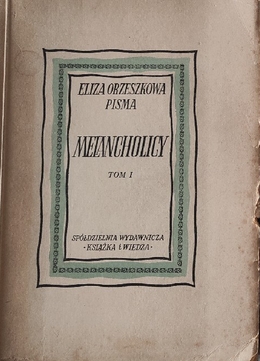 ELIZA ORZESZKOWA
PISMA
MELANCHOLICY
TOM I
SPÓŁDZIELNIA WYDAWNICZA
·KSIĄŻKA I WIEDZA·